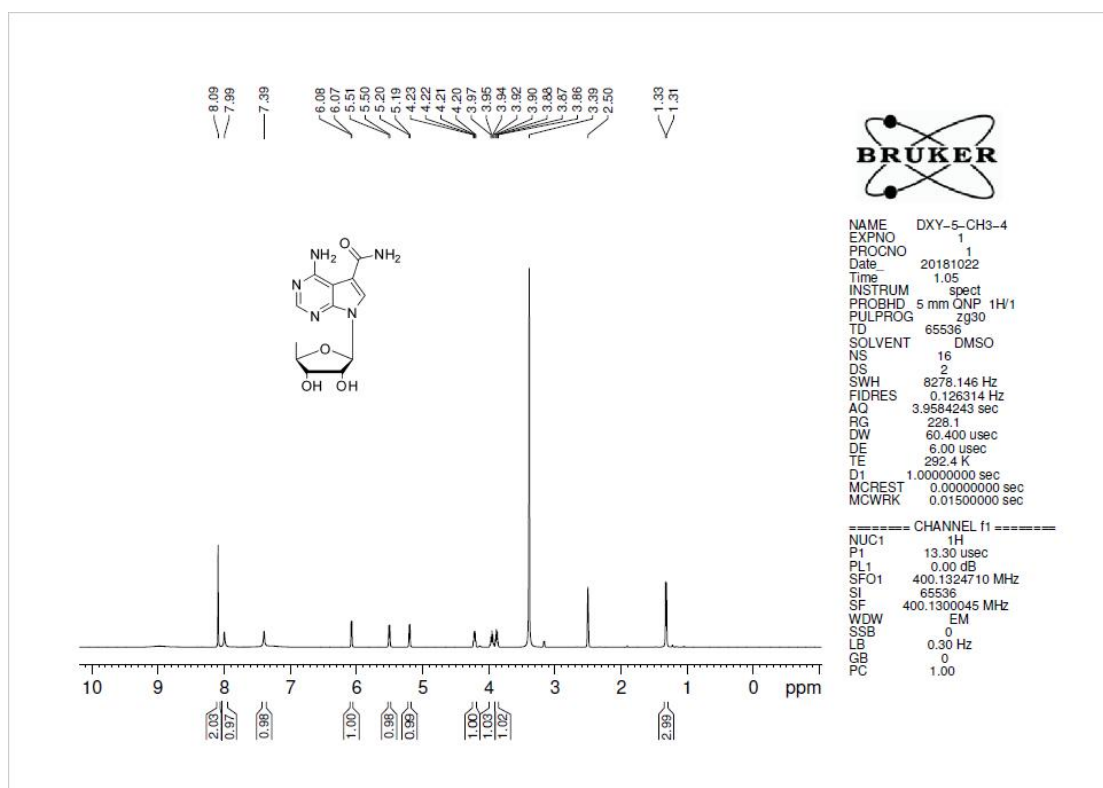 8.09
7.99
7.39
6.08
6.07
5.51
5.50
5.20
5.19
4.23
4.22
4.21
4.20
3.97
3.95
3.94
3.92
3.90
3.88
3.87
3.86
3.39
2.50
1.33
1.31
BRUKER
NH2
O
NH2
N
N
N
O
OH OH
NAME DXY-5-CH3-4
EXPNO 1
PROCNO 1
Date_ 20181022
Time 1.05
INSTRUM spect
PROBHD 5 mm QNP 1H/1
PULPROG zg30
TD 65536
SOLVENT DMSO
NS 16
DS 2
SWH 8278.146 Hz
FIDRES 0.126314 Hz
AQ 3.9584243 sec
RG 228.1
DW 60.400 usec
DE 6.00 usec
TE 292.4 K
D1 1.00000000 sec
MCREST 0.00000000 sec
MCWRK 0.01500000 sec
======== CHANNEL f1 ========
NUC1 1H
P1 13.30 usec
PL1 0.00 dB
SFO1 400.1324710 MHz
SI 65536
SF 400.1300045 MHz
WDW EM
SSB 0
LB 0.30 Hz
GB 0
PC 1.00
10 9 8 7 6 5 4 3 2 1 0 ppm
2.03
0.97
0.98
1.00
0.98
0.99
1.00
1.03
1.02
2.99